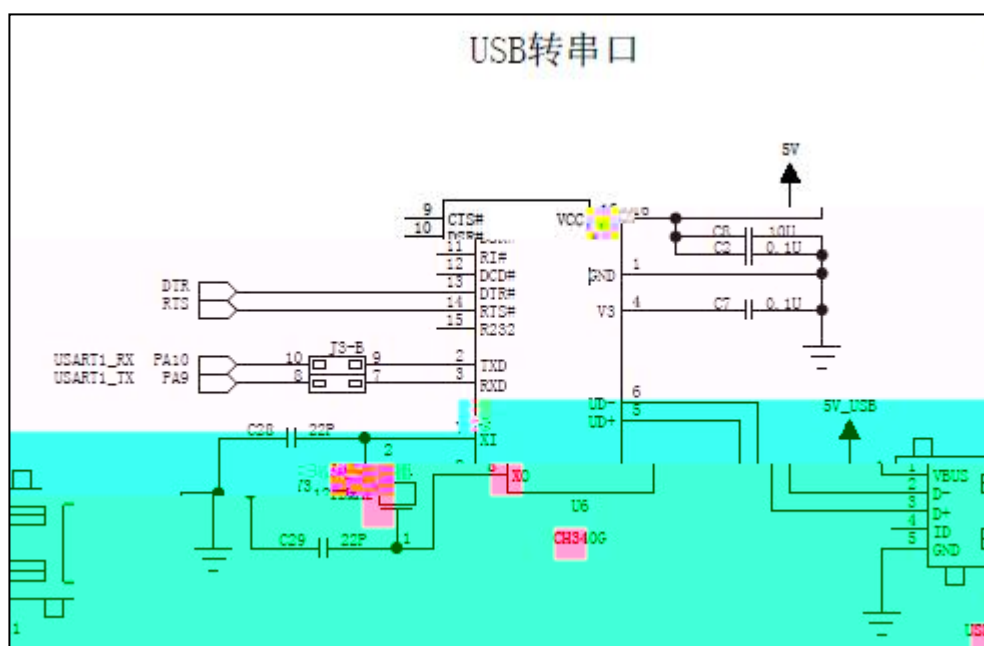 USB转串口
5V
9 CTS# VCC
10
C8 10U
11 C2 0.1U
RI#
12 DCD# GND 1
DTR 13 DTR#
RTS 14 RTS# V3 4 C7 0.1U
15 R232
J3-B
USART1_RX PA10 10 9 2 TXD
USART1_TX PA9 8 7 3 RXD
UD- 6
UD+ 5 5V_USB
C28 22P XI
2
XO 1 VBUS
2 D-
U6 3 D+
4 ID
C29 22P 1 CH340G 5 GND
1